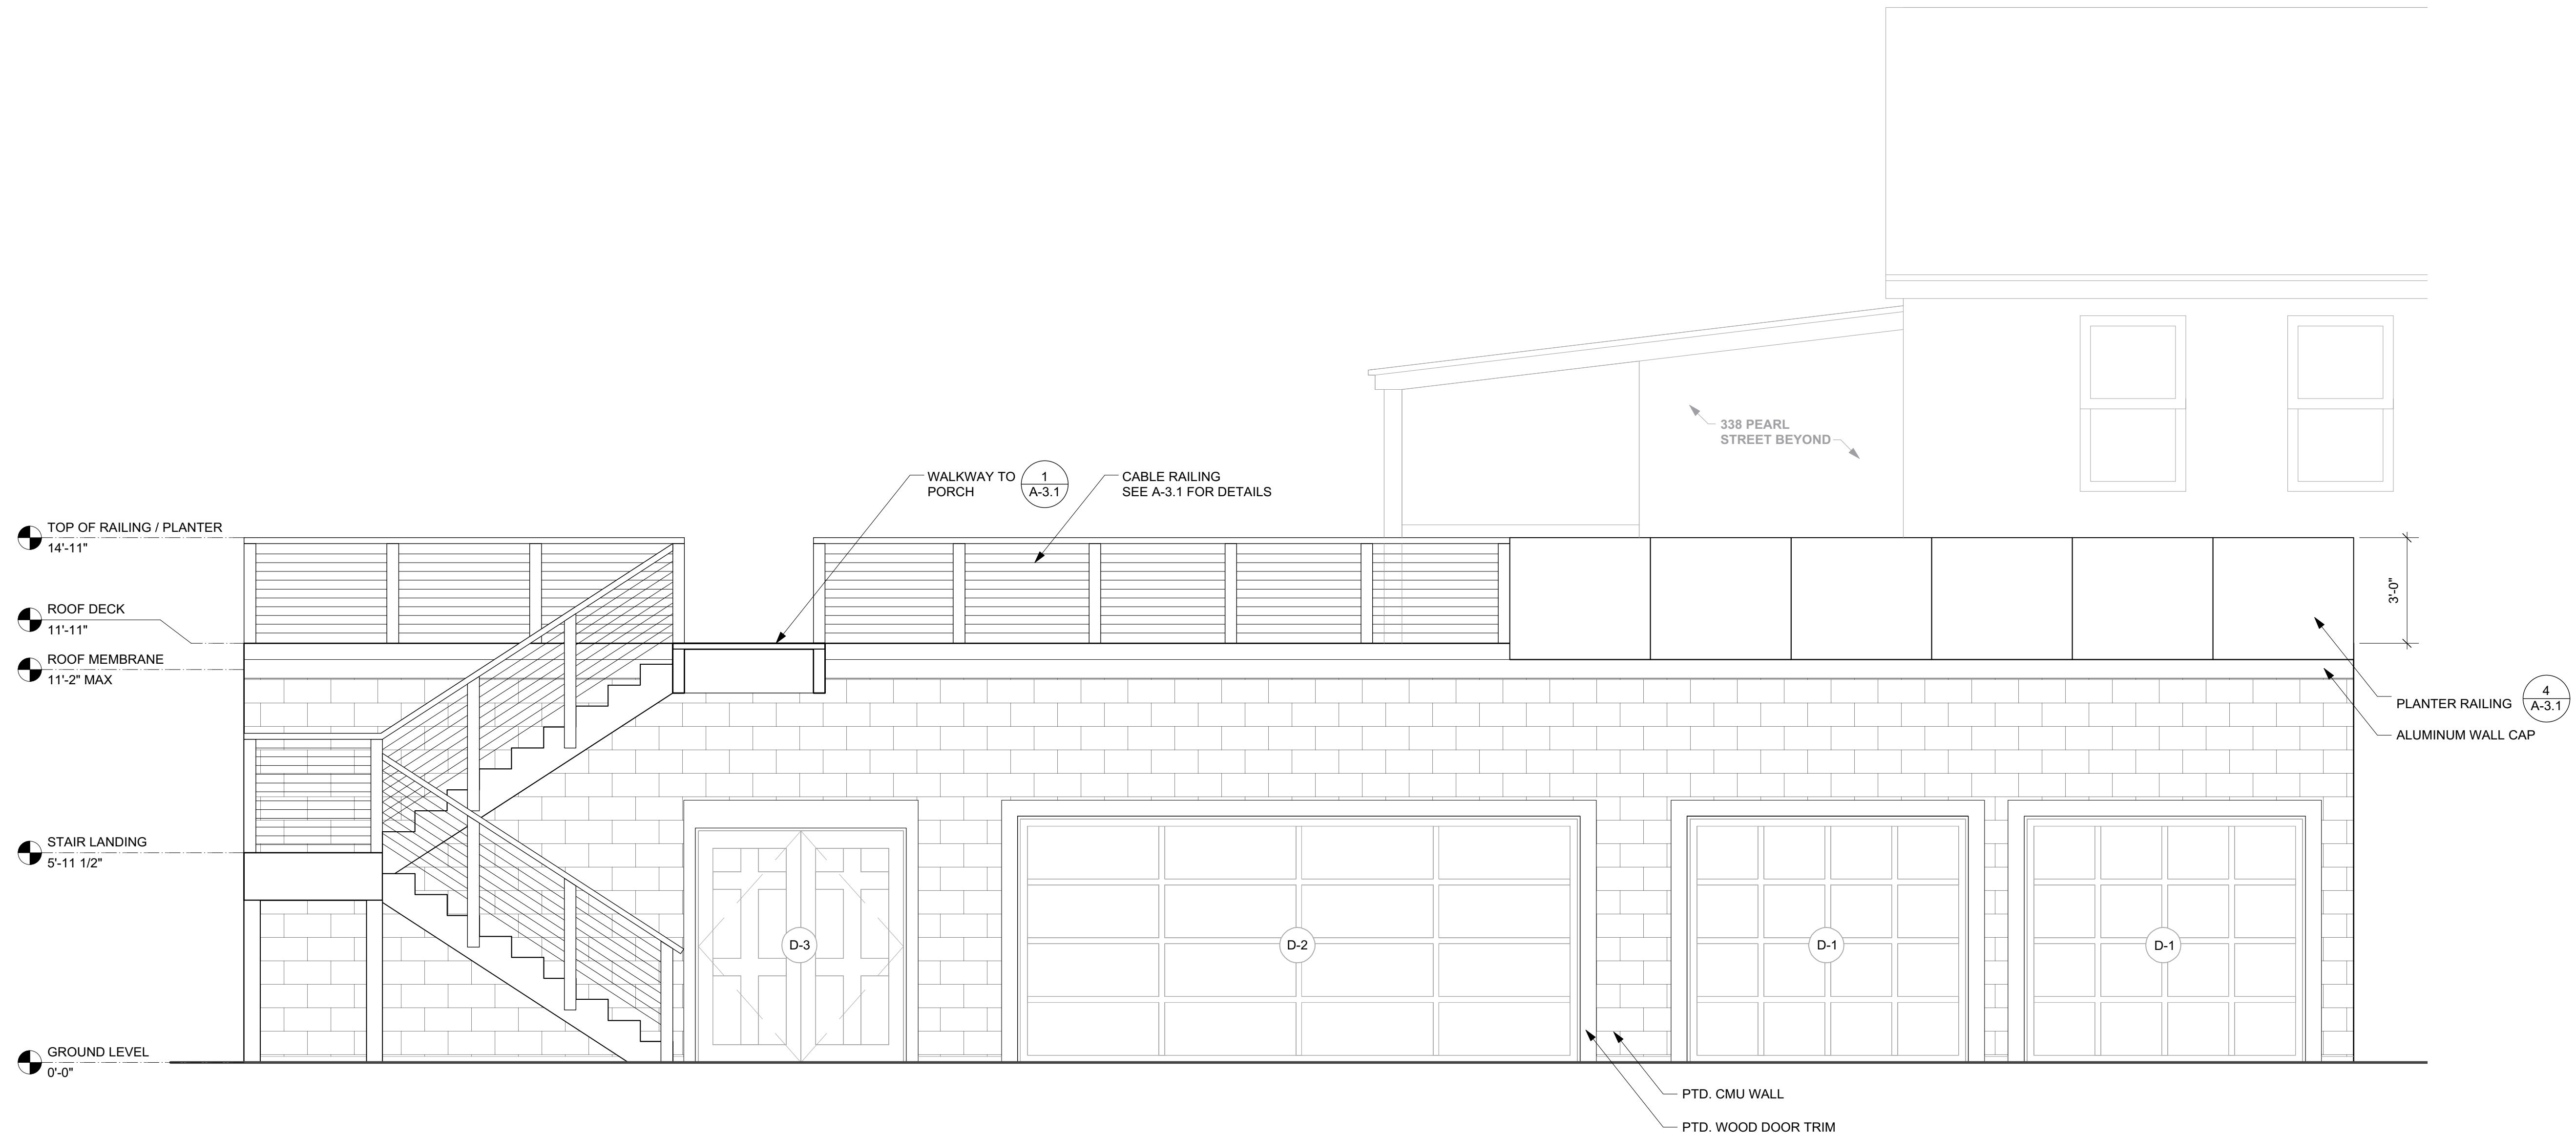 338 PEARL
STREET BEYOND
WALKWAY TO
PORCH
1
A-3.1
CABLE RAILING
SEE A-3.1 FOR DETAILS
TOP OF RAILING / PLANTER
14'-11"
ROOF DECK
11'-11"
ROOF MEMBRANE
11'-2" MAX
3'-0"
PLANTER RAILING
4
A-3.1
ALUMINUM WALL CAP
STAIR LANDING
5'-11 1/2"
D-3
D-2
D-1
D-1
GROUND LEVEL
0'-0"
PTD. CMU WALL
PTD. WOOD DOOR TRIM